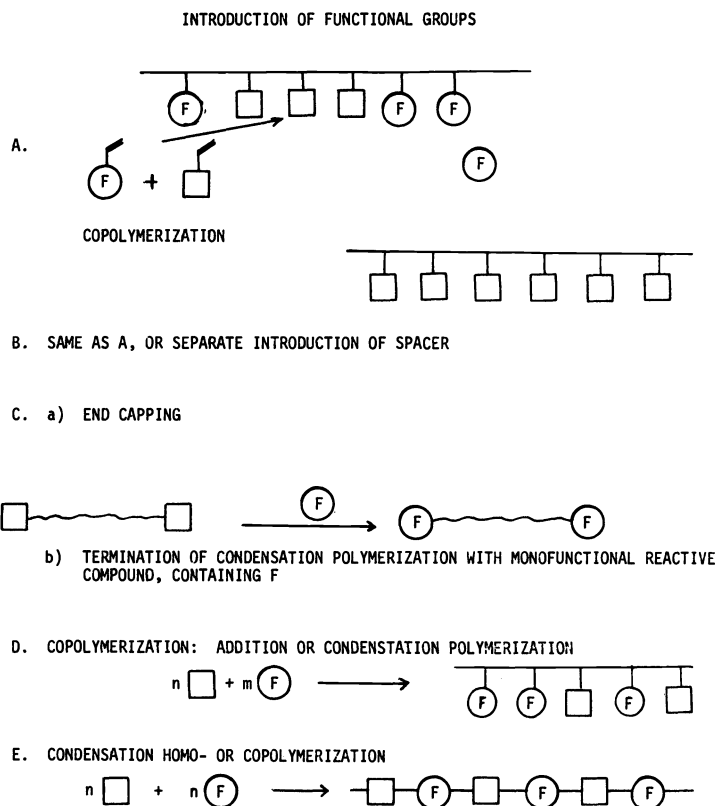 INTRODUCTION OF FUNCTIONAL GROUPS
F F F
A.
F + F
COPOLYMERIZATION
B. SAME AS A, OR SEPARATE INTRODUCTION OF SPACER
C. a) END CAPPING
F
F F
b) TERMINATION OF CONDENSATION POLYMERIZATION WITH MONOFUNCTIONAL REACTIVE
COMPOUND, CONTAINING F
D. COPOLYMERIZATION: ADDITION OR CONDENSTATION POLYMERIZATION
n + m F
F F F
E. CONDENSATION HOMO- OR COPOLYMERIZATION
n + n F F F F